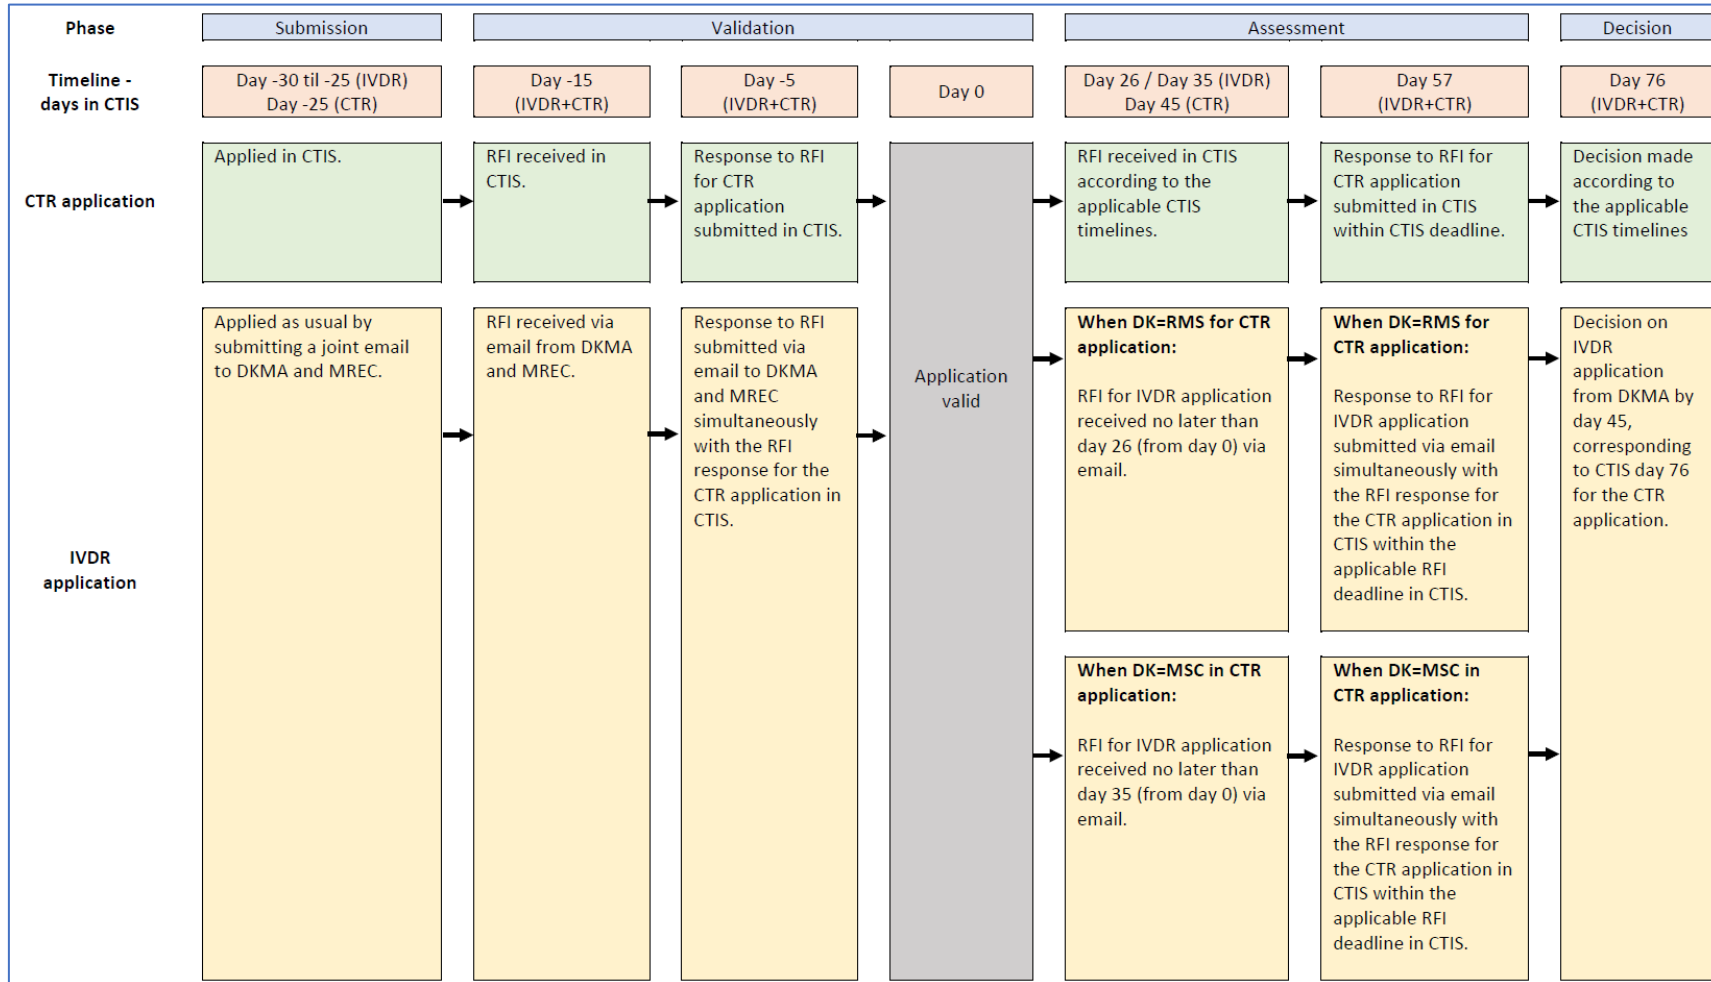 Phase
Submission
Validation
Assessment
Decision
Timeline -
days in CTIS
Day -30 til -25 (IVDR)
Day -25 (CTR)
Day -15
(IVDR+CTR)
Day -5
(IVDR+CTR)
Day 0
Day 26 / Day 35 (IVDR)
Day 45 (CTR)
Day 57
(IVDR+CTR)
Day 76
(IVDR+CTR)
CTR application
Applied in CTIS.
RFI received in
CTIS.
Response to RFI
for CTR
application
submitted in CTIS.
RFI received in CTIS
according to the
applicable CTIS
timelines.
Response to RFI for
CTR application
submitted in CTIS
within CTIS deadline.
Decision made
according to
the applicable
CTIS timelines
IVDR
application
Applied as usual by
submitting a joint email
to DKMA and MREC.
RFI received via
email from DKMA
and MREC.
Response to RFI
submitted via
email to DKMA
and MREC
simultaneously
with the RFI
response for the
CTR application in
CTIS.
Application
valid
When DK=RMS for CTR
application:
RFI for IVDR application
received no later than
day 26 (from day 0) via
email.
When DK=RMS for
CTR application:
Response to RFI for
IVDR application
submitted via email
simultaneously with
the RFI response for
the CTR application in
CTIS within the
applicable RFI
deadline in CTIS.
Decision on
IVDR
application
from DKMA by
day 45,
corresponding
to CTIS day 76
for the CTR
application.
When DK=MSC in CTR
application:
RFI for IVDR application
received no later than
day 35 (from day 0) via
email.
When DK=MSC in
CTR application:
Response to RFI for
IVDR application
submitted via email
simultaneously with
the RFI response for
the CTR application in
CTIS within the
applicable RFI
deadline in CTIS.